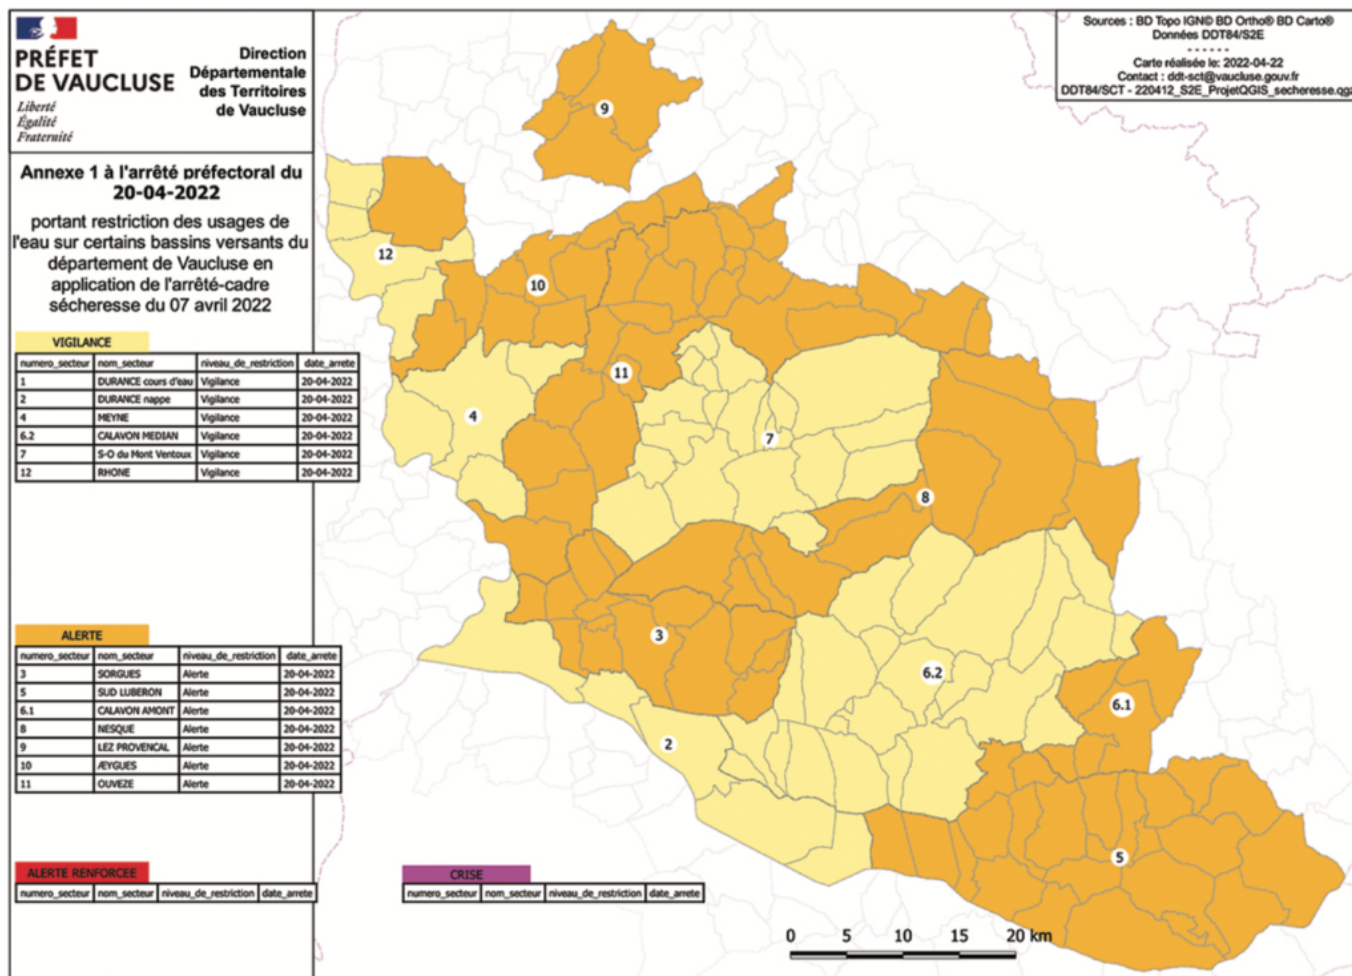 PRÉFET
DE VAUCLUSE
Liberté
Égalité
Fraternité
Direction
Départementale
des Territoires
de Vaucluse
Annexe 1 à l'arrêté préfectoral du
20-04-2022
portant restriction des usages de
l'eau sur certains bassins versants du
département de Vaucluse en
application de l'arrêté-cadre
sécheresse du 07 avril 2022
VIGILANCE
numero_secteur nom_secteur niveau_de_restriction date_arrete
1 DURANCE cours d'eau Vigilance 20-04-2022
2 DURANCE nappe Vigilance 20-04-2022
4 MEYNE Vigilance 20-04-2022
6.2 CALAVON MEDIAN Vigilance 20-04-2022
7 S-O du Mont Ventoux Vigilance 20-04-2022
12 RHONE Vigilance 20-04-2022
ALERTE
numero_secteur nom_secteur niveau_de_restriction date_arrete
3 SORGUES Alerte 20-04-2022
5 SUD LUBERON Alerte 20-04-2022
6.1 CALAVON AMONT Alerte 20-04-2022
8 NESQUE Alerte 20-04-2022
9 LEZ PROVENCAL Alerte 20-04-2022
10 ÆYGUES Alerte 20-04-2022
11 OUVEZE Alerte 20-04-2022
ALERTE RENFORCEE
numero_secteur nom_secteur niveau_de_restriction date_arrete
CRISE
numero_secteur nom_secteur niveau_de_restriction date_arrete
Sources : BD Topo IGN© BD Ortho® BD Carto®
Données DDT84/S2E
- - - - - -
Carte réalisée le: 2022-04-22
Contact : ddt-sct@vaucluse.gouv.fr
DDT84/SCT - 220412_S2E_ProjetQGIS_secheresse.qgz
9
12
10
11
4
7
8
3
6.2
6.1
2
5
0 5 10 15 20 km